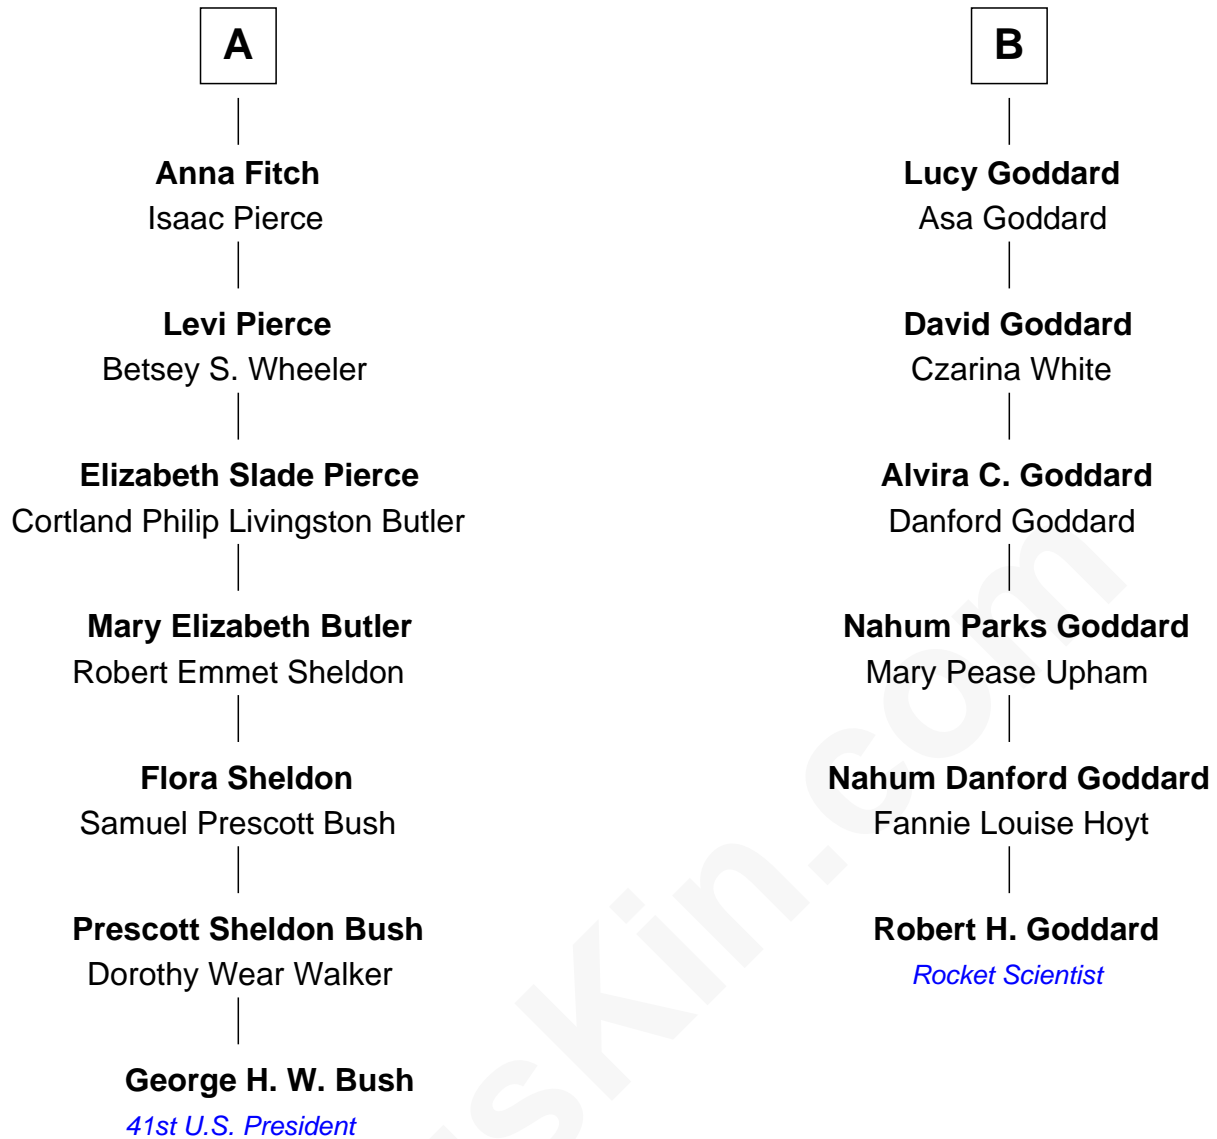 A
Anna Fitch
Isaac Pierce
Levi Pierce
Betsey S. Wheeler
Elizabeth Slade Pierce
Cortland Philip Livingston Butler
Mary Elizabeth Butler
Robert Emmet Sheldon
Flora Sheldon
Samuel Prescott Bush
Prescott Sheldon Bush
Dorothy Wear Walker
George H. W. Bush
41st U.S. President
B
Lucy Goddard
Asa Goddard
David Goddard
Czarina White
Alvira C. Goddard
Danford Goddard
Nahum Parks Goddard
Mary Pease Upham
Nahum Danford Goddard
Fannie Louise Hoyt
Robert H. Goddard
Rocket Scientist
sKin.com